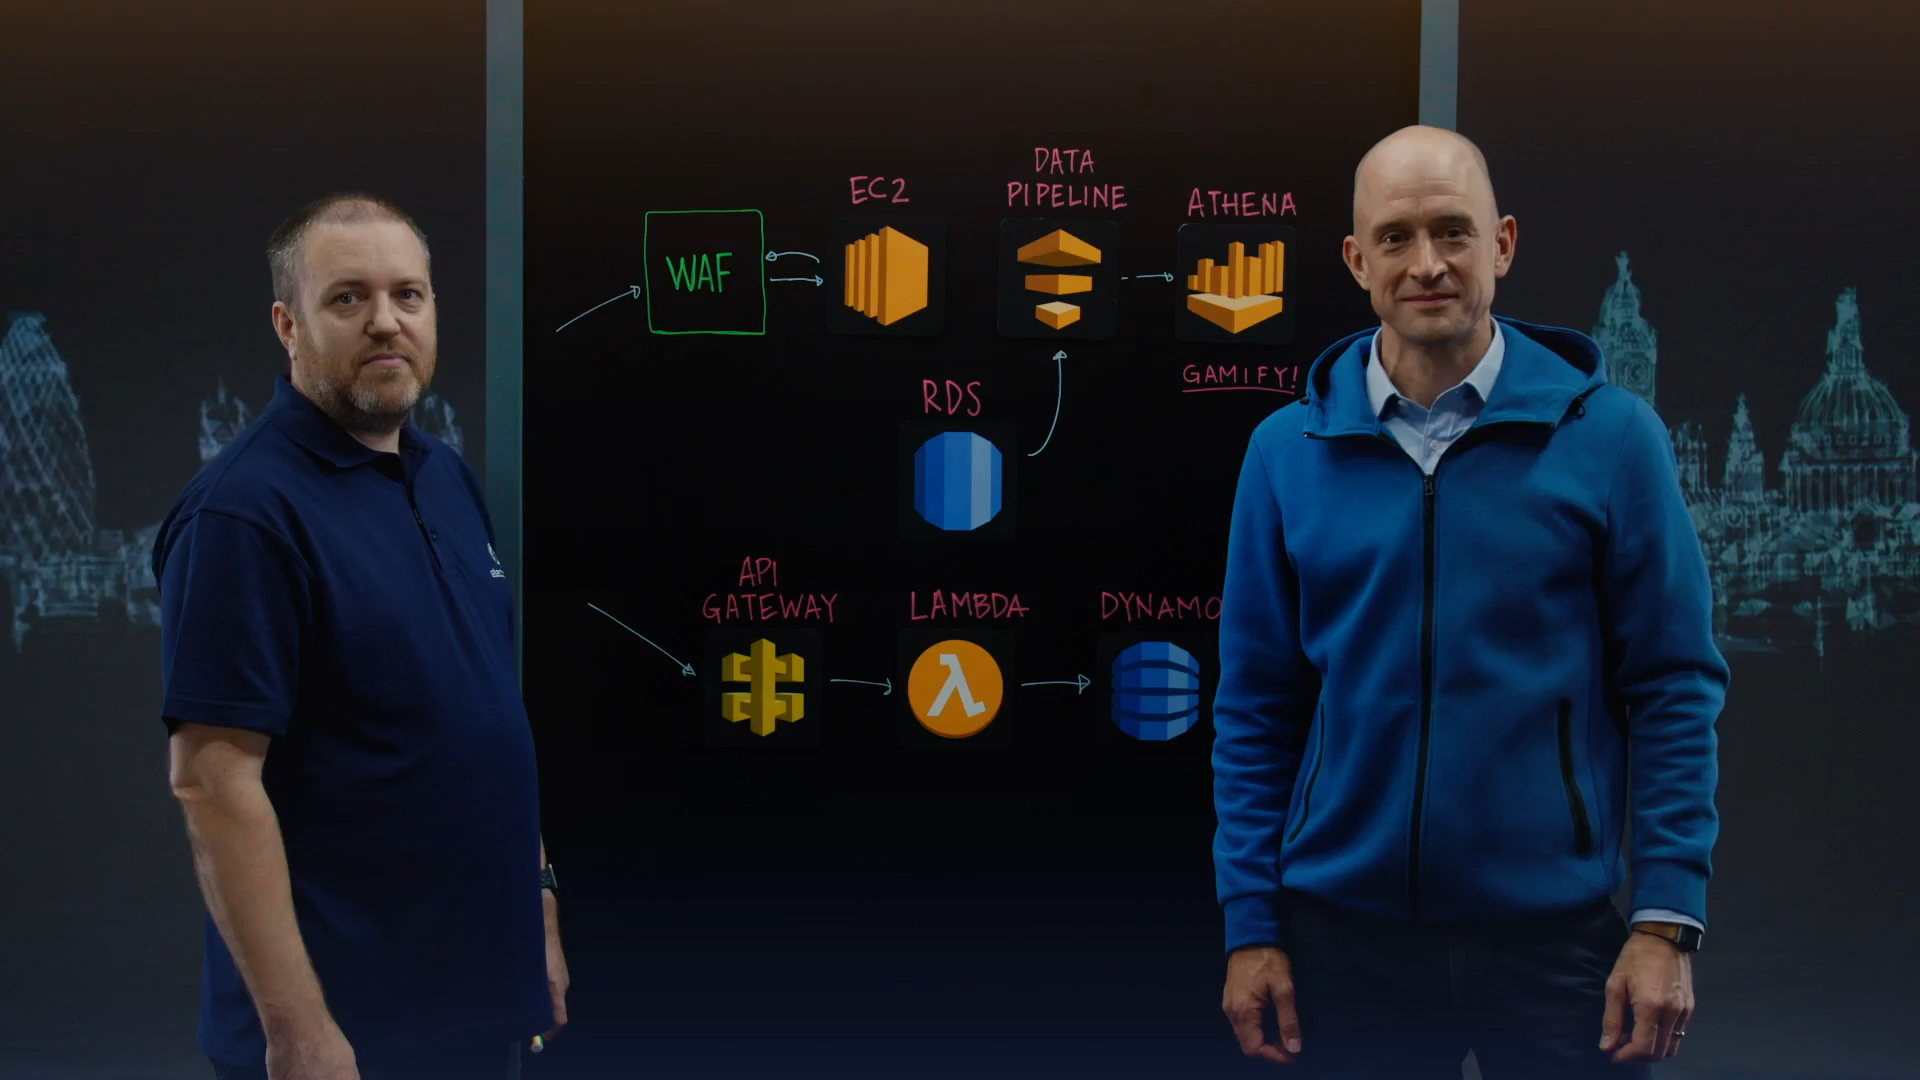 EC2
DATA
PIPELINE
ATHENA
WAF
GAMIFY!
RDS
API
GATEWAY
LAMBDA
DYNAMO